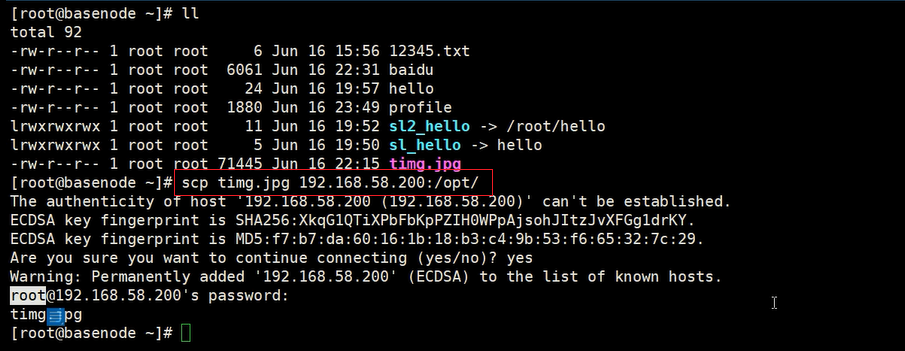 [root@basenode ~]# ll
total 92
-rw-r--r-- 1 root root     6 Jun 16 15:56 12345.txt
-rw-r--r-- 1 root root  6061 Jun 16 22:31 baidu
-rw-r--r-- 1 root root    24 Jun 16 19:57 hello
-rw-r--r-- 1 root root  1880 Jun 16 23:49 profile
lrwxrwxrwx 1 root root    11 Jun 16 19:52 sl2_hello -> /root/hello
lrwxrwxrwx 1 root root     5 Jun 16 19:50 sl_hello -> hello
-rw-r--r-- 1 root root 71445 Jun 16 22:15 timg.jpg
[root@basenode ~]# scp timg.jpg 192.168.58.200:/opt/
The authenticity of host '192.168.58.200 (192.168.58.200)' can't be established.
ECDSA key fingerprint is SHA256:XkqG1QTiXPbFbKpPZIH0WPpAjsohJItzJvXFGg1drKY.
ECDSA key fingerprint is MD5:f7:b7:da:60:16:1b:18:b3:c4:9b:53:f6:65:32:7c:29.
Are you sure you want to continue connecting (yes/no)? yes
Warning: Permanently added '192.168.58.200' (ECDSA) to the list of known hosts.
root@192.168.58.200's password:
timg pg
[root@basenode ~]#